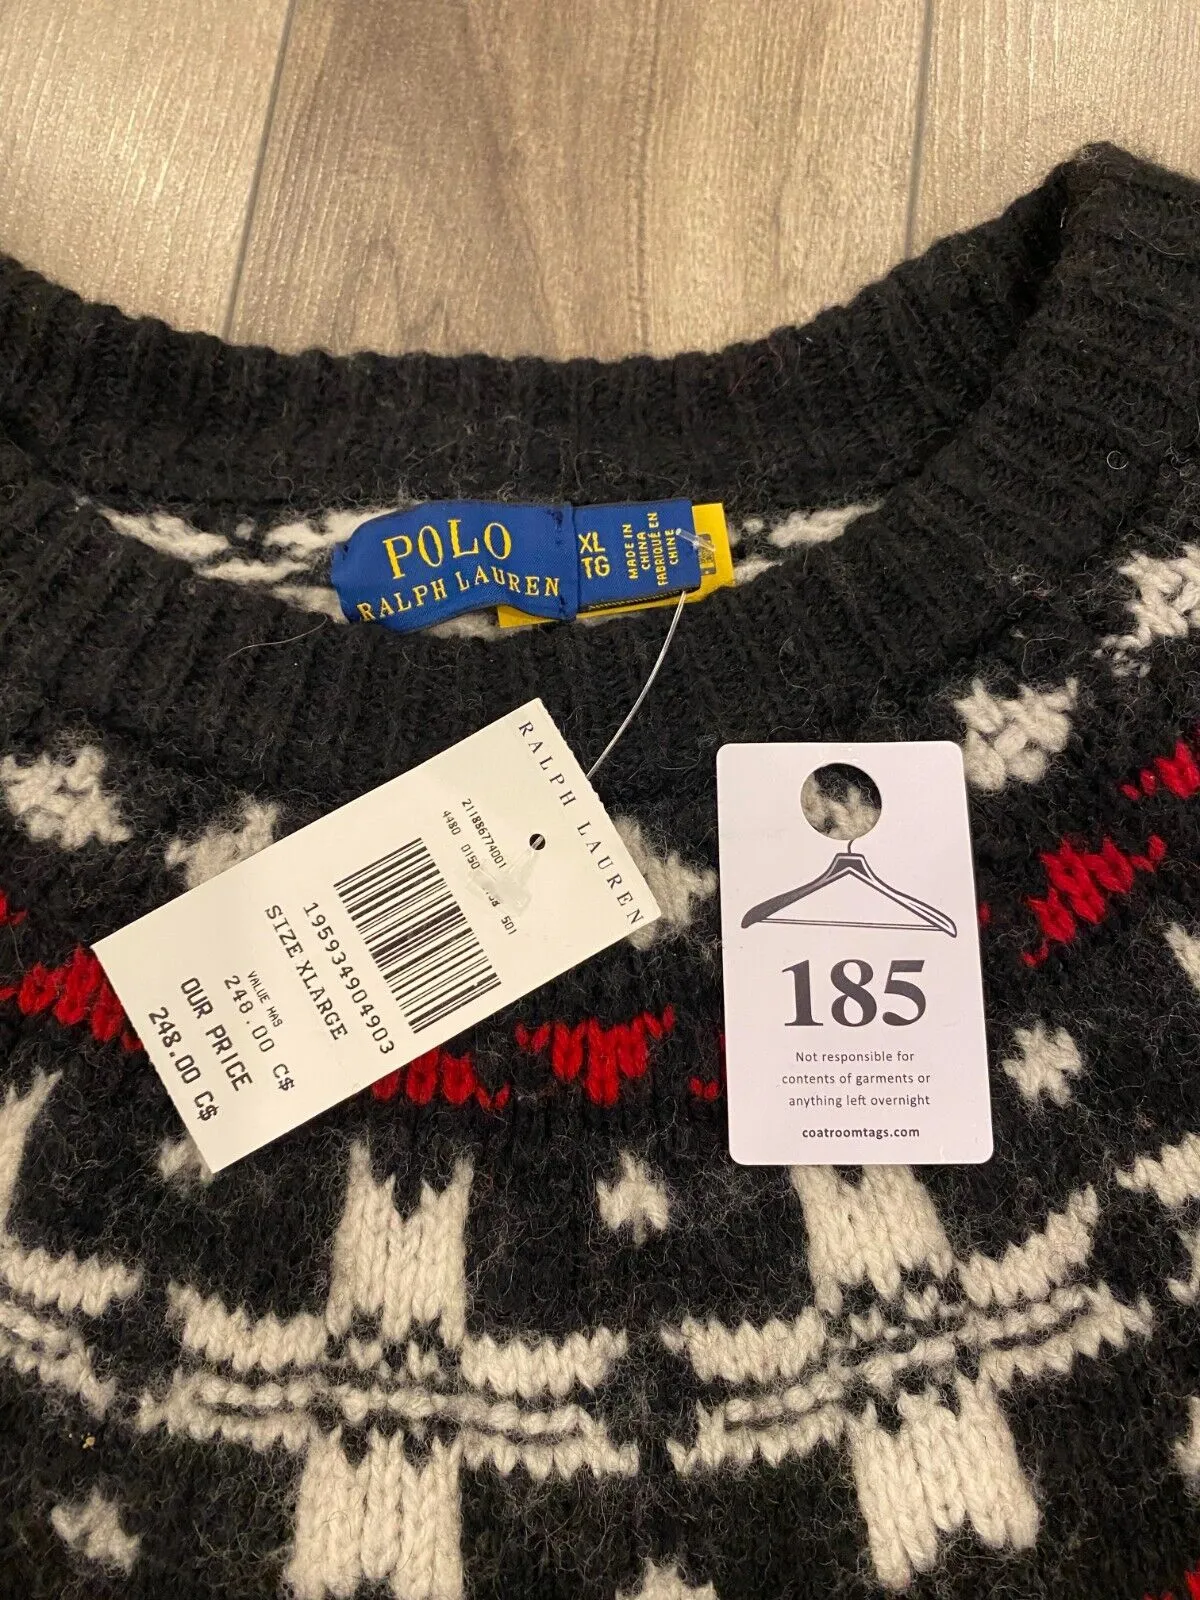 POLO
RALPH LAUREN
XL
TG
MADE IN
CHINA
FABRIQUÉ EN
CHINE
RALPH LAUREN
211886774001
4480 0150 501
195934904903
SIZE XLARGE
VALUE HAS
248.00 C$
OUR PRICE
248.00 C$
185
Not responsible for
contents of garments or
anything left overnight
coatroomtags.com